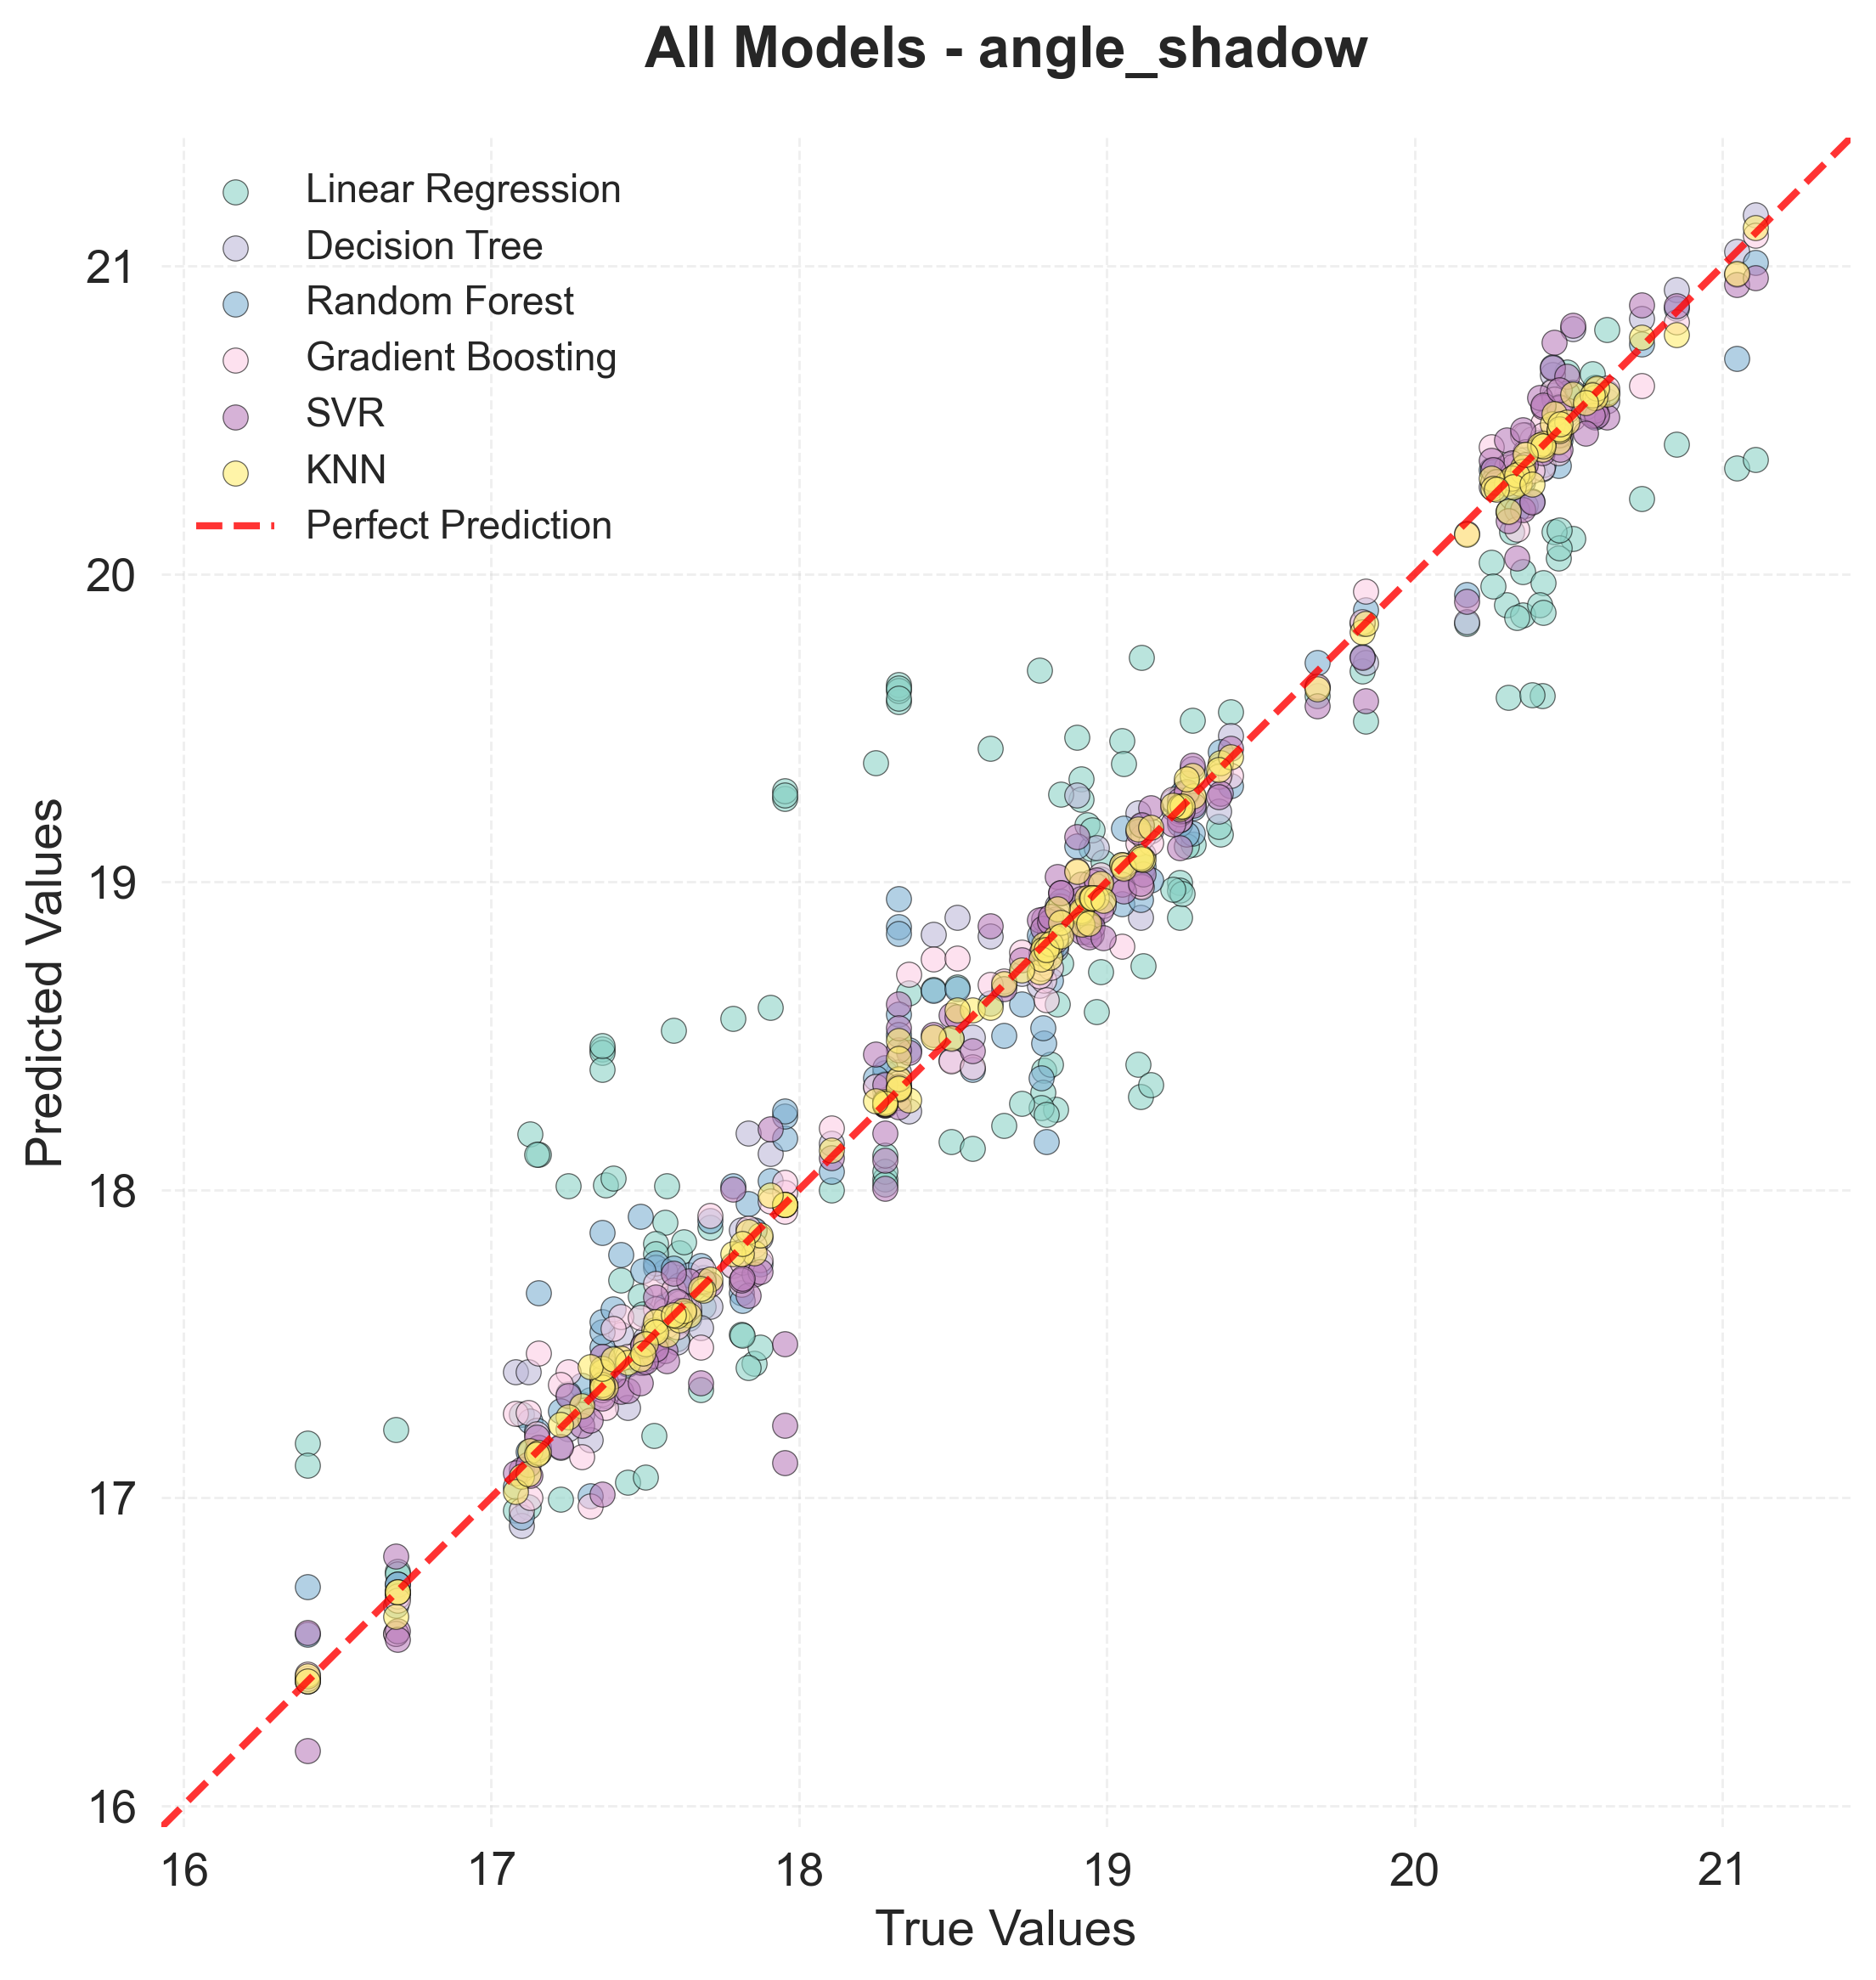 All Models - angle_shadow
Linear Regression
Decision Tree
Random Forest
Gradient Boosting
SVR
KNN
Perfect Prediction
21
20
19
18
17
16
Predicted Values
16 17 18 19 20 21
True Values